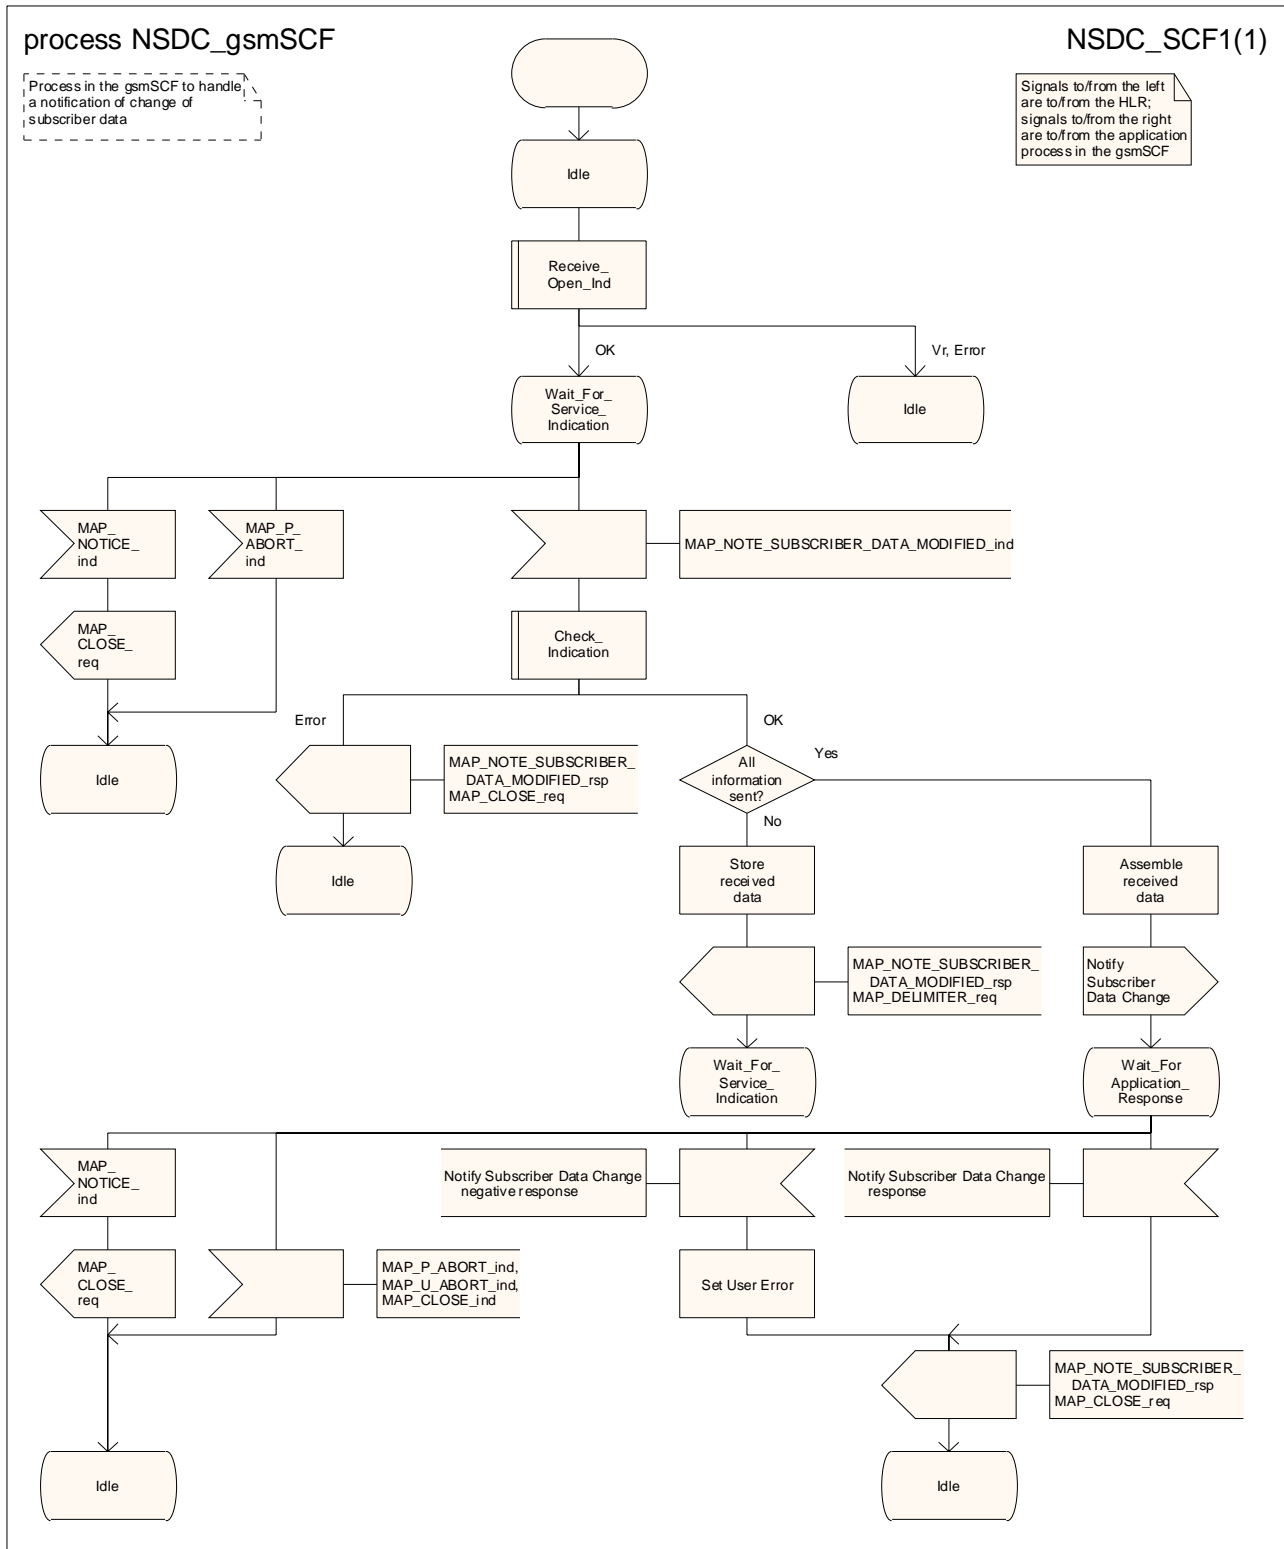 process NSDC_gsmSCF
NSDC_SCF1(1)
Process in the gsmSCF to handle
a notification of change of
subscriber data
Signals to/from the left
are to/from the HLR;
signals to/from the right
are to/from the application
process in the gsmSCF
Idle
Receive_
Open_Ind
OK
Vr, Error
Wait_For_
Service_
Indication
Idle
MAP_
NOTICE_
ind
MAP_P_
ABORT_
ind
MAP_NOTE_SUBSCRIBER_DATA_MODIFIED_ind
MAP_
CLOSE_
req
Check_
Indication
Error
OK
Idle
MAP_NOTE_SUBSCRIBER_
DATA_MODIFIED_rsp
MAP_CLOSE_req
All
information
sent?
Yes
No
Idle
Store
received
data
Assemble
received
data
MAP_NOTE_SUBSCRIBER_
DATA_MODIFIED_rsp
MAP_DELIMITER_req
Notify
Subscriber
Data Change
Wait_For_
Service_
Indication
Wait_For
Application_
Response
MAP_
NOTICE_
ind
Notify Subscriber Data Change
negative response
Notify Subscriber Data Change
response
MAP_
CLOSE_
req
MAP_P_ABORT_ind,
MAP_U_ABORT_ind,
MAP_CLOSE_ind
Set User Error
MAP_NOTE_SUBSCRIBER_
DATA_MODIFIED_rsp
MAP_CLOSE_req
Idle
Idle